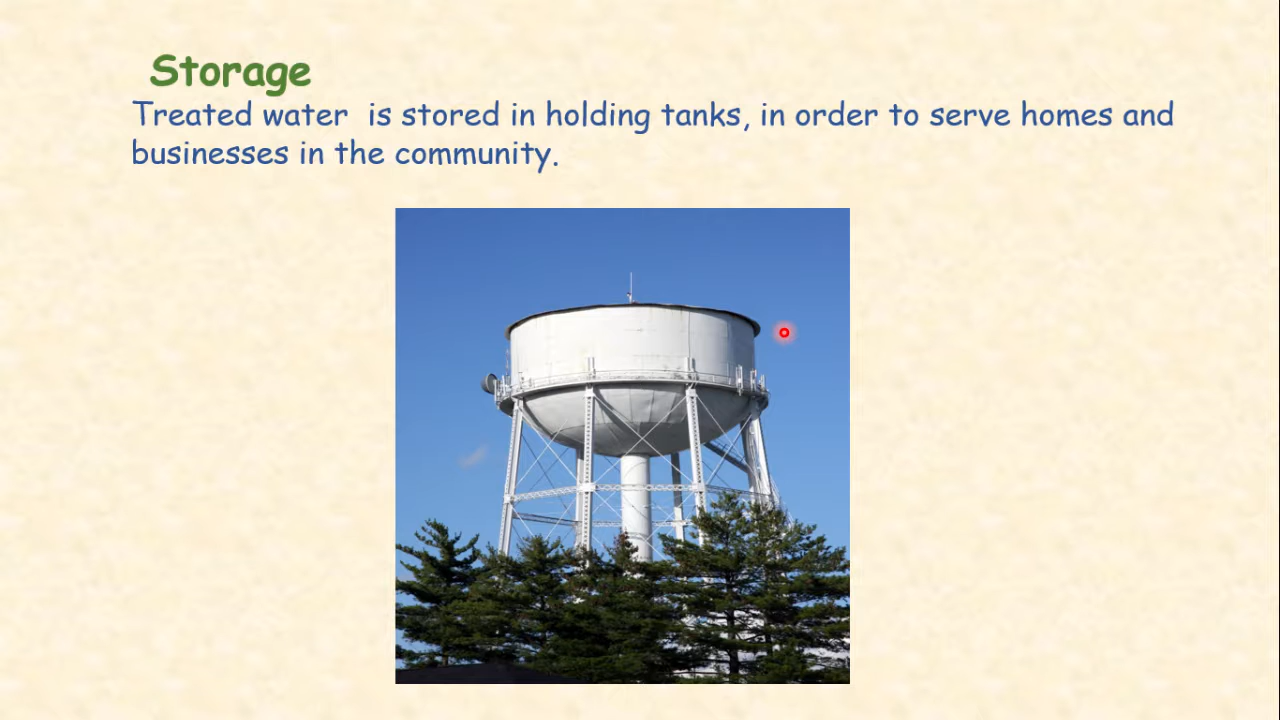 Storage
Treated water  is stored in holding tanks, in order to serve homes and
businesses in the community.